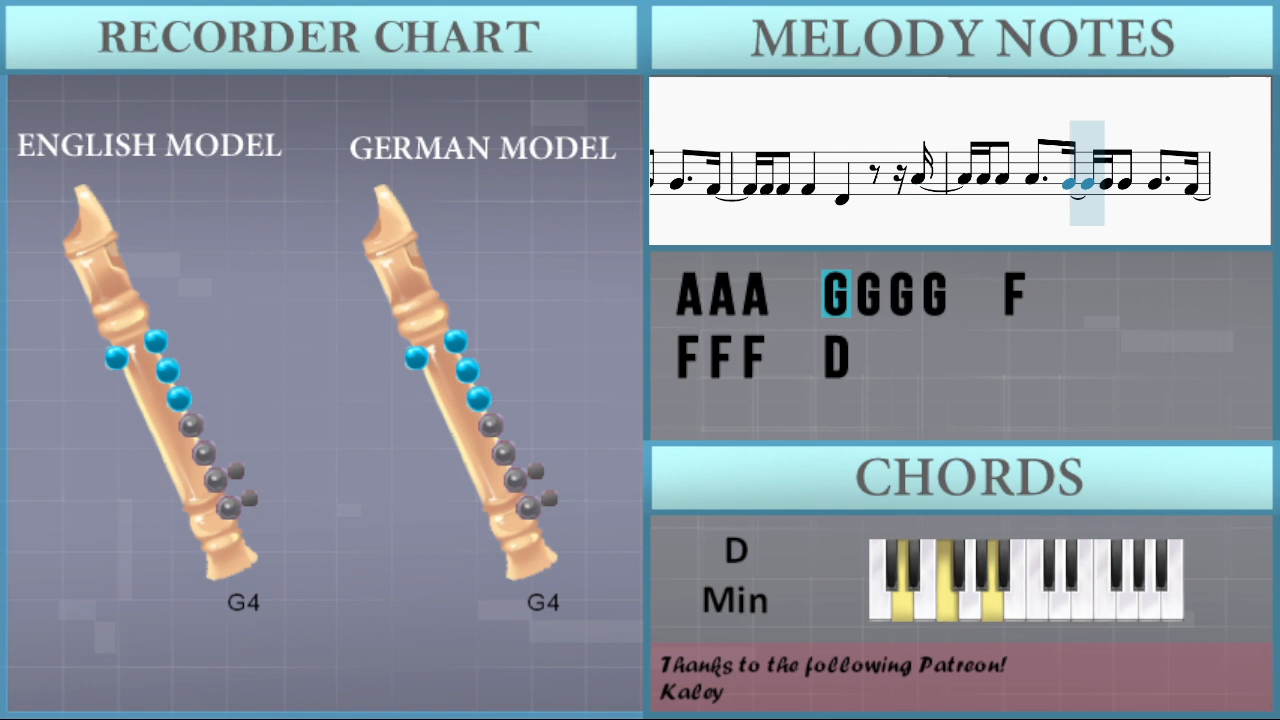 RECORDER CHART
ENGLISH MODEL
GERMAN MODEL
G4
G4
MELODY NOTES
AAA GGGG F
FFF D
CHORDS
D
Min
Thanks to the following Patreon!
Kaley